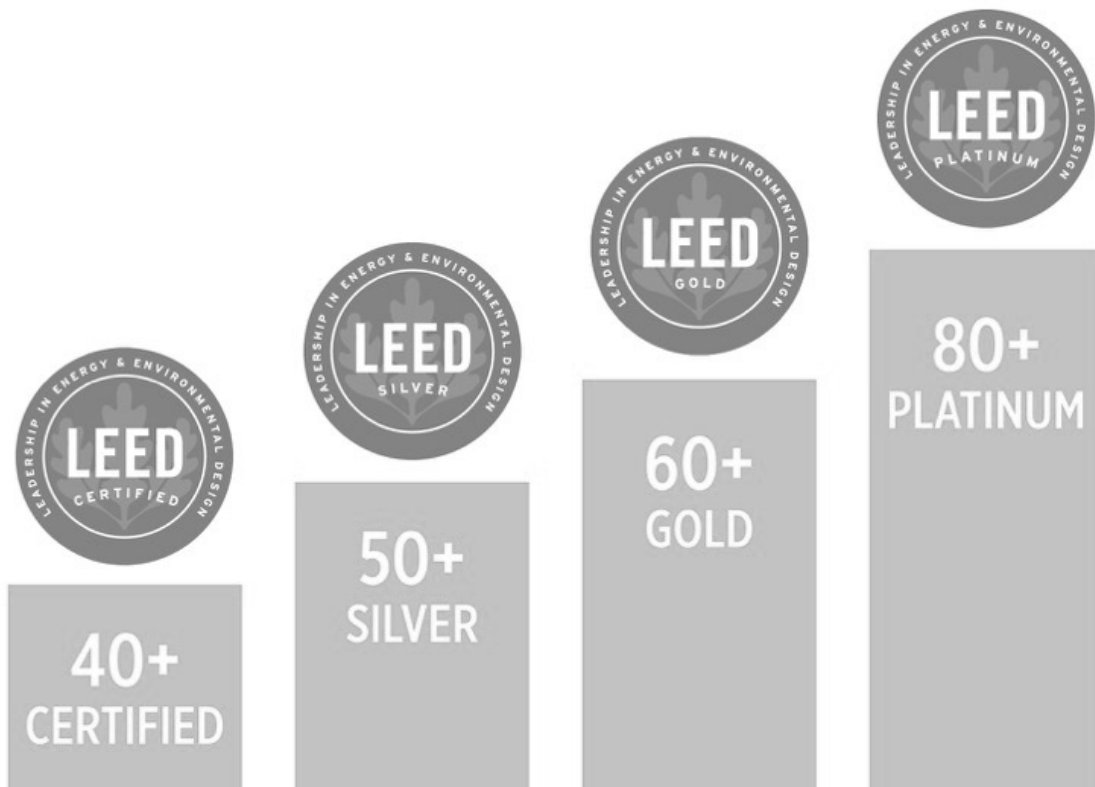 LEADERSHIP IN ENERGY & ENVIRONMENTAL DESIGN
LEED
CERTIFIED
40+
CERTIFIED
LEADERSHIP IN ENERGY & ENVIRONMENTAL DESIGN
LEED
SILVER
50+
SILVER
LEADERSHIP IN ENERGY & ENVIRONMENTAL DESIGN
LEED
GOLD
60+
GOLD
LEADERSHIP IN ENERGY & ENVIRONMENTAL DESIGN
LEED
PLATINUM
80+
PLATINUM